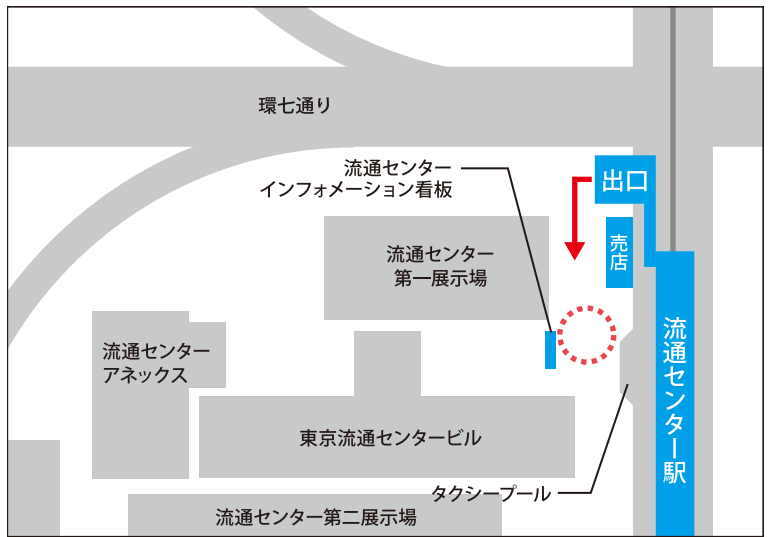 環七通り
流通センター
インフォメーション看板
出口
売店
流通センター
第一展示場
流通センター駅
流通センター
アネックス
東京流通センタービル
タクシープール
流通センター第二展示場